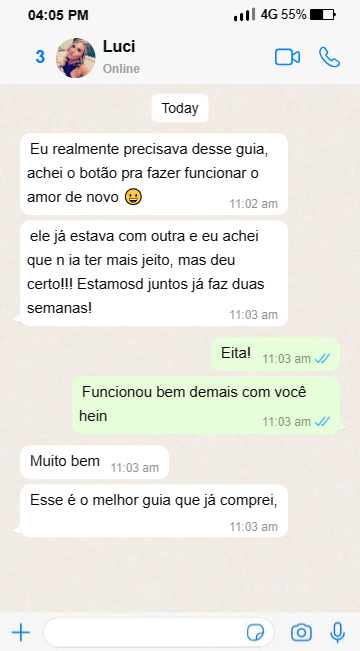 04:05 PM
4G 55%
3
Luci
Online
Today
Eu realmente precisava desse guia,
achei o botão pra fazer funcionar o
amor de novo 😀
11:02 am
ele já estava com outra e eu achei
que n ia ter mais jeito, mas deu
certo!!! Estamosd juntos já faz duas
semanas!
11:03 am
Eita!
11:03 am
Funcionou bem demais com você
hein
11:03 am
Muito bem
11:03 am
Esse é o melhor guia que já comprei,
11:03 am